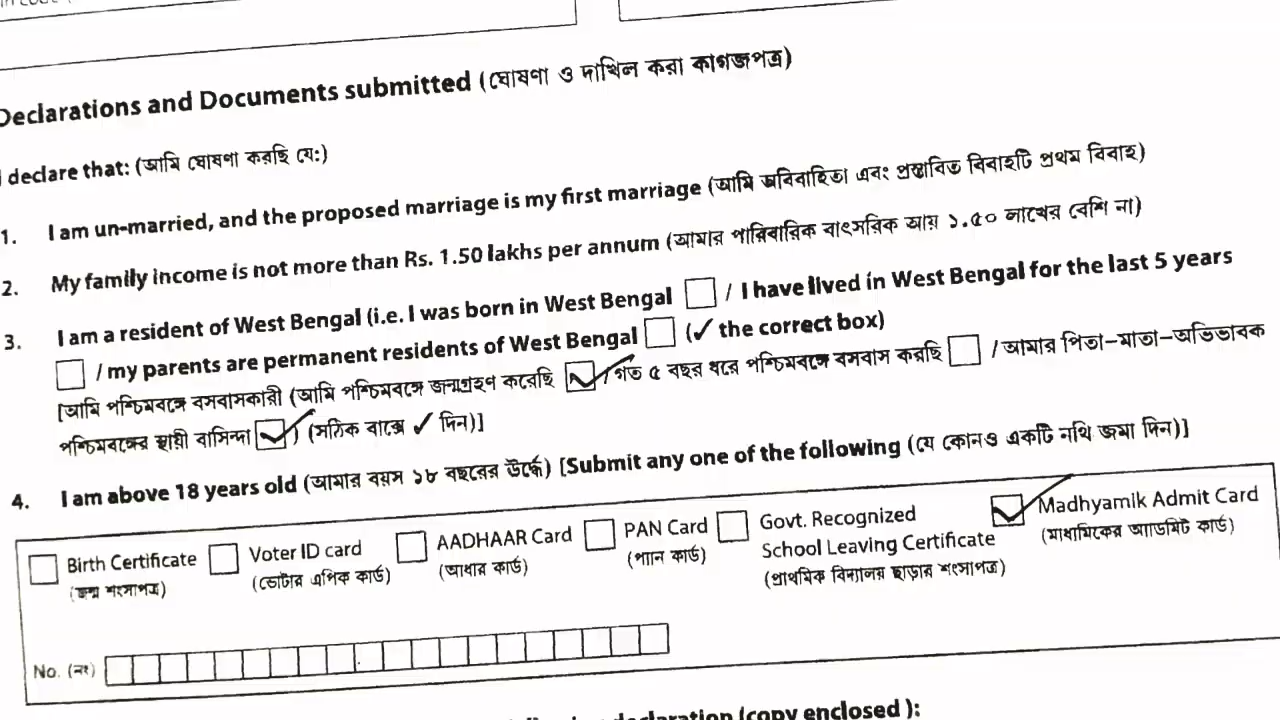 Declarations and Documents submitted (ঘোষণা ও দাখিল করা কাগজপত্র)
I declare that: (আমি ঘোষণা করছি যে:)
1. I am un-married, and the proposed marriage is my first marriage (আমি অবিবাহিতা এবং প্রস্তাবিত বিবাহটি প্রথম বিবাহ)
2. My family income is not more than Rs. 1.50 lakhs per annum (আমার পারিবারিক বাৎসরিক আয় ১.৫০ লাখের বেশি না)
3. I am a resident of West Bengal (i.e. I was born in West Bengal ☐ / I have lived in West Bengal for the last 5 years
☐ / my parents are permanent residents of West Bengal ☐ (✓ the correct box)
[আমি পশ্চিমবঙ্গে বসবাসকারী (আমি পশ্চিমবঙ্গে জন্মগ্রহণ করেছি ☑ / গত ৫ বছর ধরে পশ্চিমবঙ্গে বসবাস করছি ☐ / আমার পিতা-মাতা-অভিভাবক
পশ্চিমবঙ্গের স্থায়ী বাসিন্দা ☑ ) (সঠিক বাক্সে ✓ দিন)]
4. I am above 18 years old (আমার বয়স ১৮ বছরের উর্দ্ধে) [Submit any one of the following (যে কোনও একটি নথি জমা দিন)]
☐ Birth Certificate ☐ Voter ID card ☐ AADHAAR Card ☐ PAN Card ☐ Govt. Recognized ☑ Madhyamik Admit Card
School Leaving Certificate
(জন্ম শংসাপত্র) (ভোটার এপিক কার্ড) (আধার কার্ড) (প্যান কার্ড) (প্রাথমিক বিদ্যালয় ছাড়ার শংসাপত্র) (মাধ্যমিকের অ্যাডমিট কার্ড)
No. (নং)
declaration (copy enclosed ):